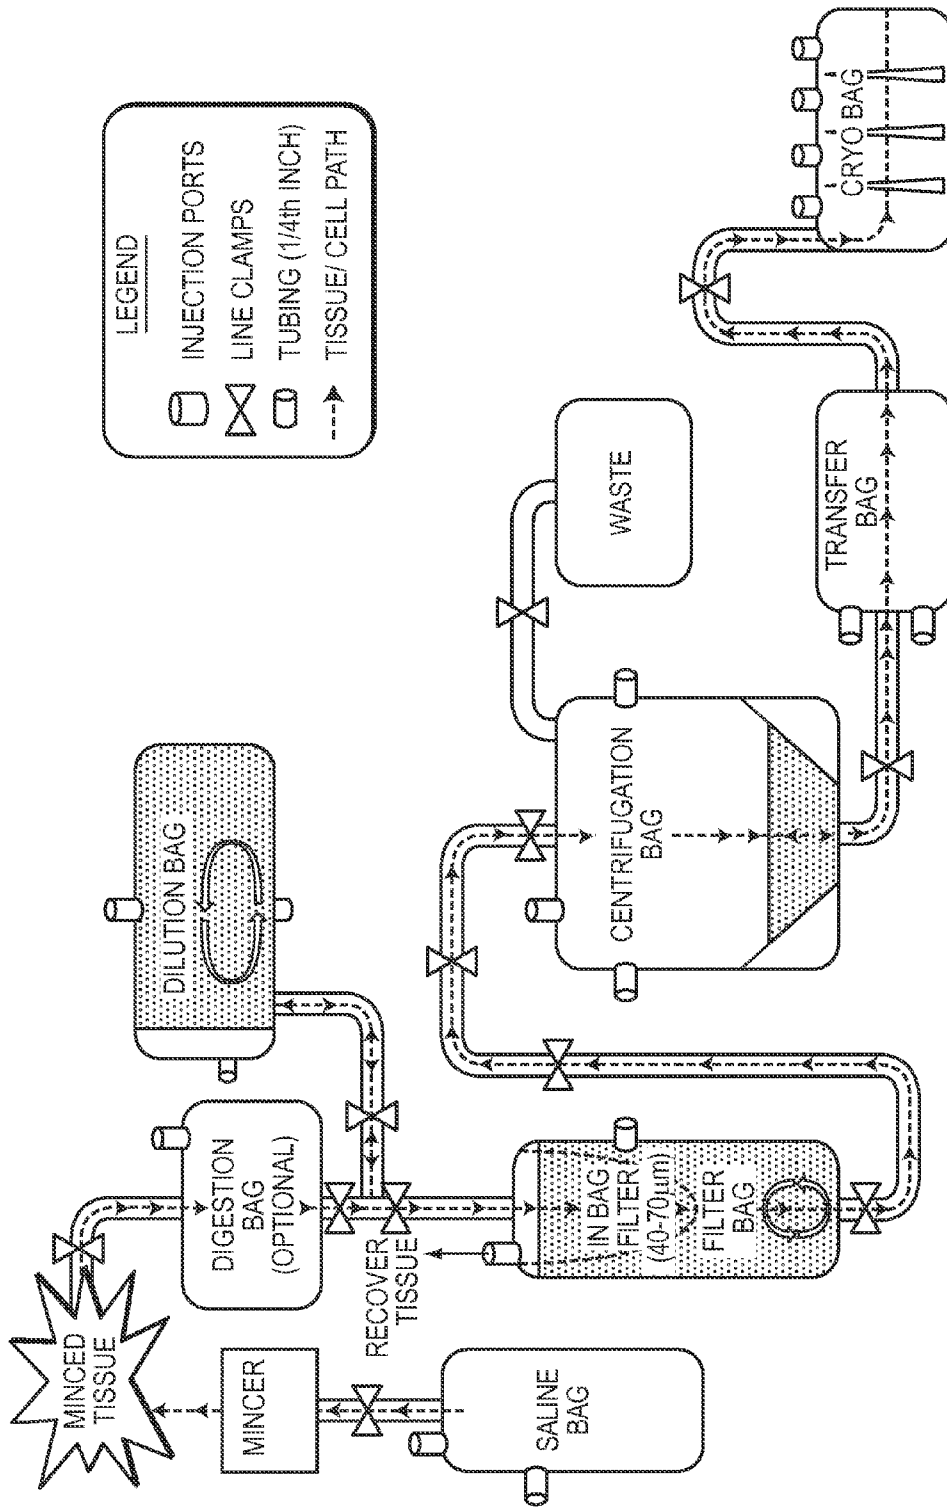 LEGEND
INJECTION PORTS
LINE CLAMPS
TUBING (1/4th INCH)
TISSUE/ CELL PATH
MINCED
TISSUE
MINCER
SALINE
BAG
DIGESTION
BAG
(OPTIONAL)
RECOVER
TISSUE
DILUTION BAG
IN BAG
FILTER
(40-70µm)
FILTER
BAG
CENTRIFUGATION
BAG
WASTE
TRANSFER
BAG
CRYO BAG